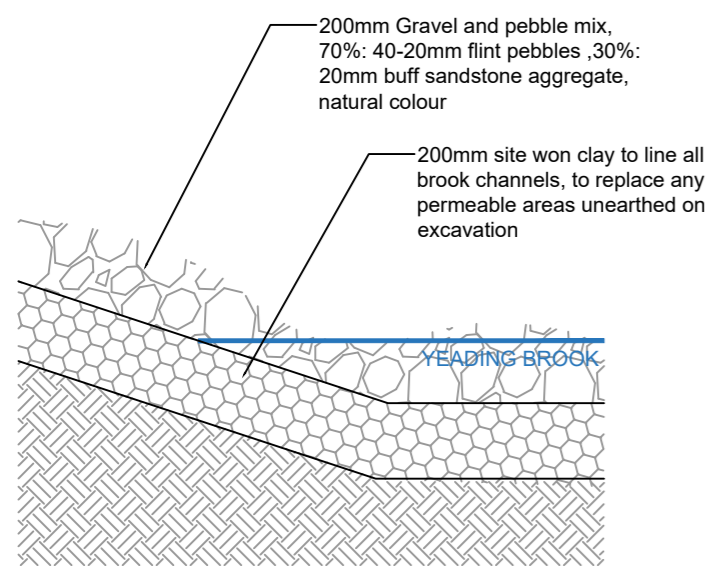 200mm Gravel and pebble mix,
70%: 40-20mm flint pebbles ,30%:
20mm buff sandstone aggregate,
natural colour
200mm site won clay to line all
brook channels, to replace any
permeable areas unearthed on
excavation
YEADING BROOK